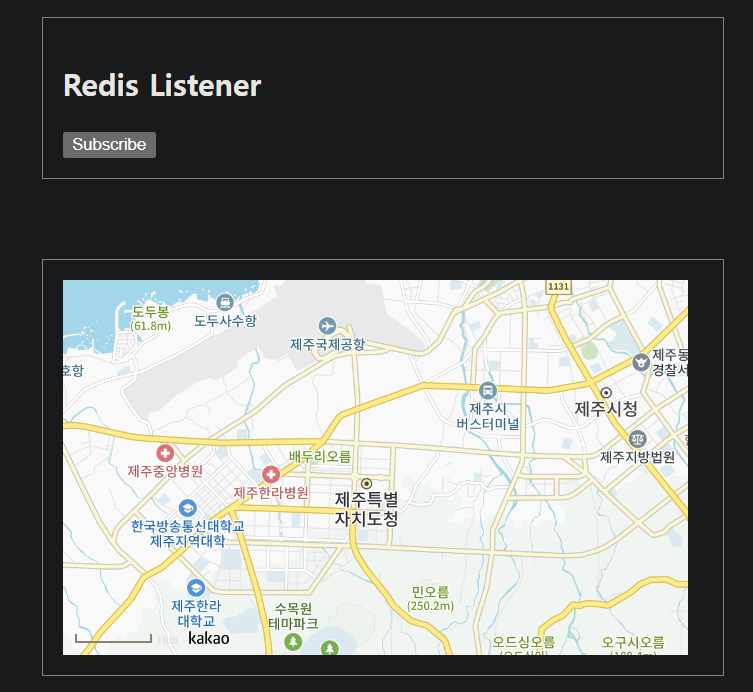 Redis Listener
Subscribe
1131
도두봉
(61.8m)
도두사수항
제주국제공항
호항
제주동
경찰서
제주시
버스터미널
제주시청
제주지방법원
제주중앙병원
배두리오름
제주한라병원
제주특별
자치도청
한국방송통신대학교
제주지역대학
민오름
(250.2m)
제주한라
대학교
수목원
테마파크
1km
kakao
오드싱오름
오구시오름